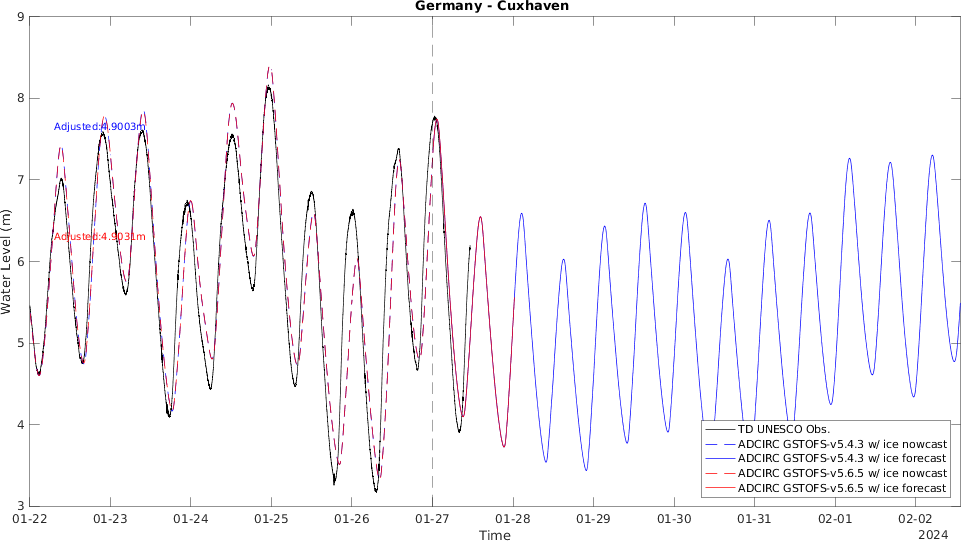 Germany - Cuxhaven
9
8
7
6
5
4
3
Water Level (m)
Adjusted:4.9003m
Adjusted:4.9031m
TD UNESCO Obs.
ADCIRC GSTOFS-v5.4.3 w/ ice nowcast
ADCIRC GSTOFS-v5.4.3 w/ ice forecast
ADCIRC GSTOFS-v5.6.5 w/ ice nowcast
ADCIRC GSTOFS-v5.6.5 w/ ice forecast
01-22 01-23 01-24 01-25 01-26 01-27 01-28 01-29 01-30 01-31 02-01 02-02
Time
2024